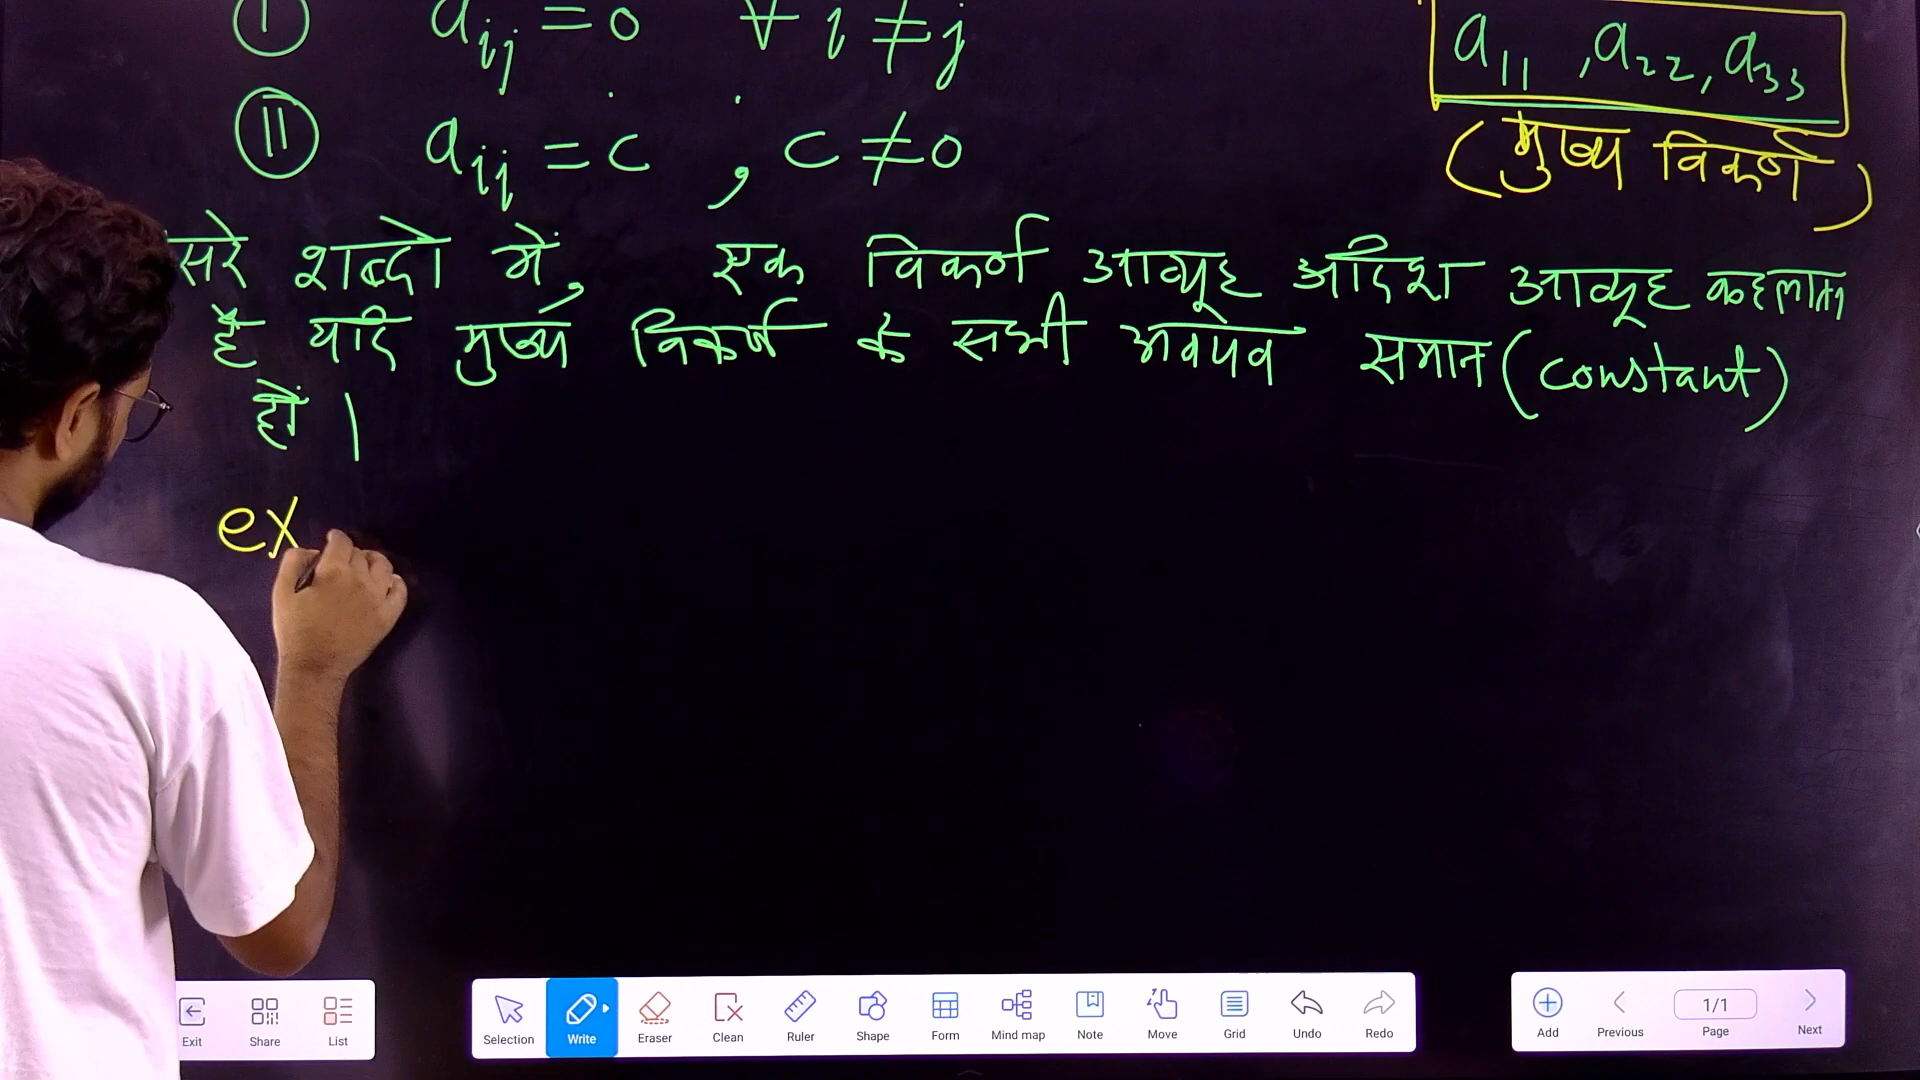 I aij = 0 ∀ i ≠ j
II aij = c , c ≠ 0
a11 , a22, a33
(मुख्य विकर्ण)
सरे शब्दो में, एक विकर्ण आव्यूह अदिश आव्यूह कहलाता
है यदि मुख्य विकर्ण के सभी अवयव समान (constant)
हों ।
ex
Exit Share List
Selection Write Eraser Clean Ruler Shape Form Mind map Note Move Grid Undo Redo
Add Previous 1/1 Page Next